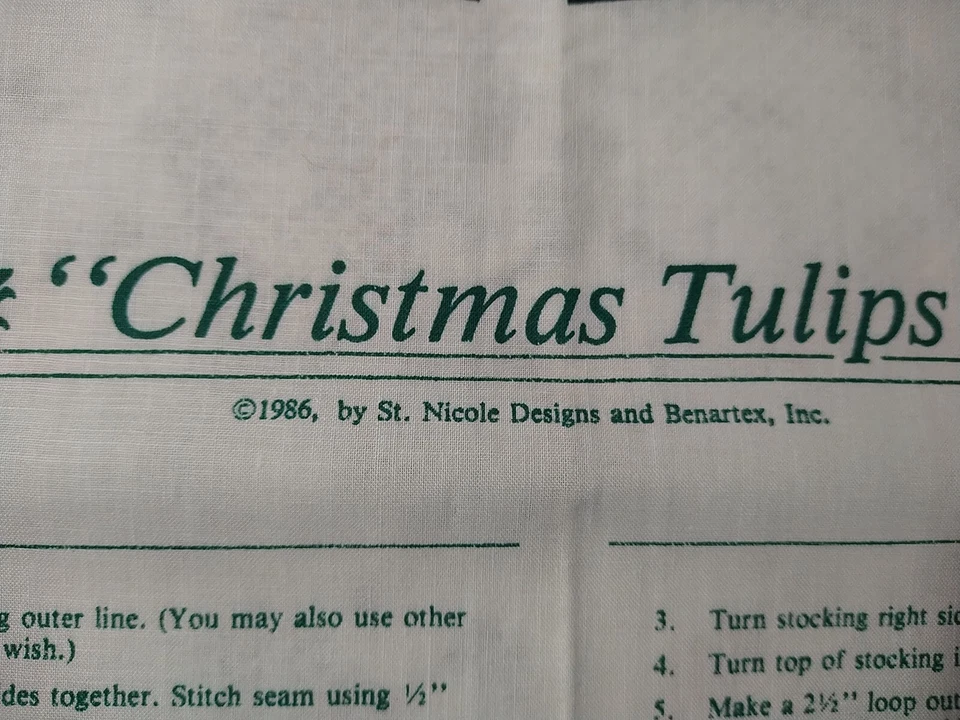 “Christmas Tulips
©1986, by St. Nicole Designs and Benartex, Inc.
g outer line. (You may also use other
wish.)
des together. Stitch seam using ½”
3. Turn stocking right sid
4. Turn top of stocking i
5. Make a 2½” loop out